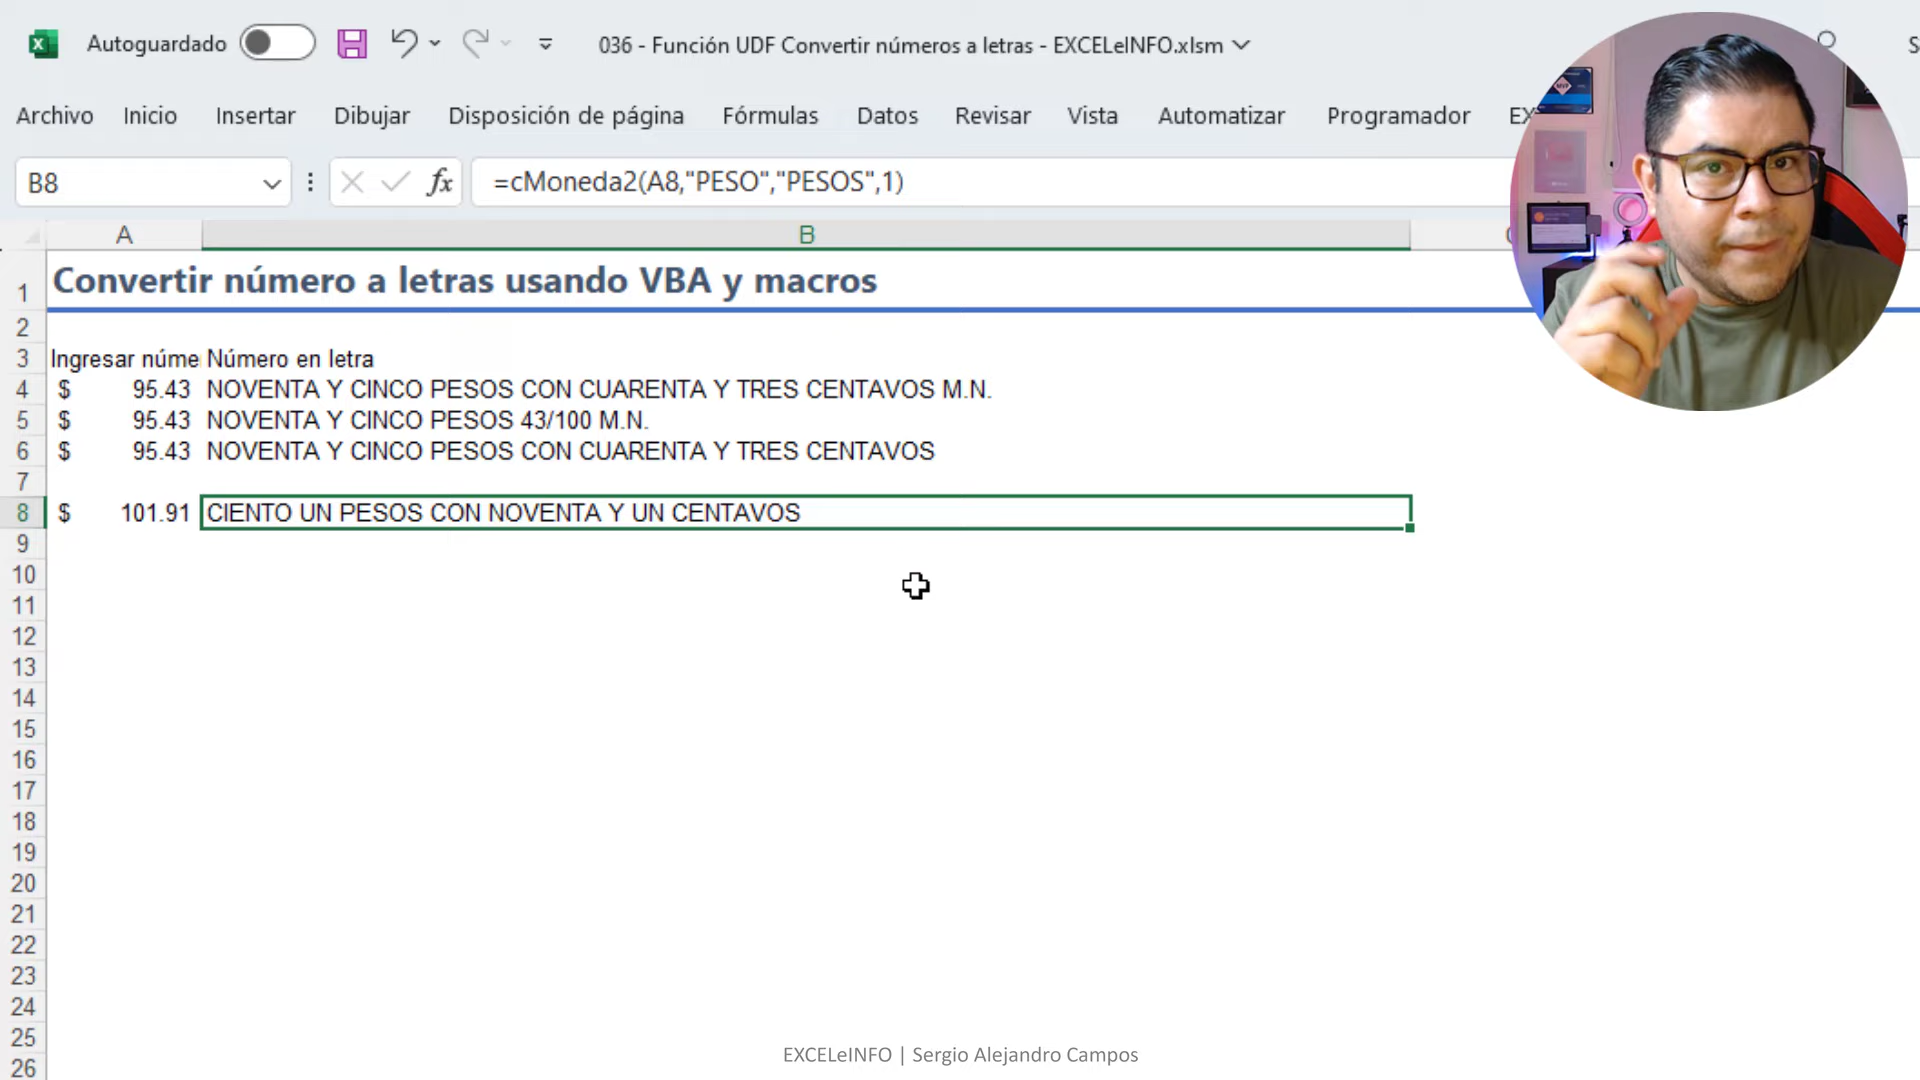 Autoguardado
036 - Función UDF Convertir números a letras - EXCELeINFO.xlsm
S
Archivo Inicio Insertar Dibujar Disposición de página Fórmulas Datos Revisar Vista Automatizar Programador EX
B8 fx =cMoneda2(A8,"PESO","PESOS",1)
A B
1 Convertir número a letras usando VBA y macros
2
3 Ingresar núme Número en letra
4 $ 95.43 NOVENTA Y CINCO PESOS CON CUARENTA Y TRES CENTAVOS M.N.
5 $ 95.43 NOVENTA Y CINCO PESOS 43/100 M.N.
6 $ 95.43 NOVENTA Y CINCO PESOS CON CUARENTA Y TRES CENTAVOS
7
8 $ 101.91 CIENTO UN PESOS CON NOVENTA Y UN CENTAVOS
9
10
11
12
13
14
15
16
17
18
19
20
21
22
23
24
25
26
EXCELeINFO | Sergio Alejandro Campos